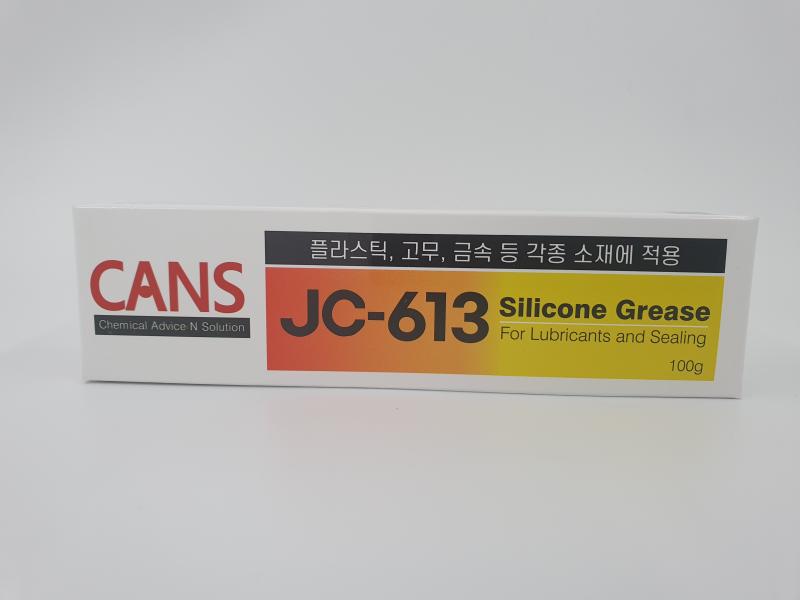 CANS
Chemical Advice N Solution
플라스틱, 고무, 금속 등 각종 소재에 적용
JC-613
Silicone Grease
For Lubricants and Sealing
100g